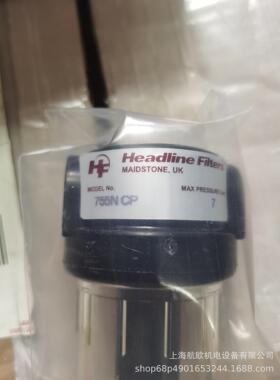 HF Headline Filters
MAIDSTONE, UK
MODEL No. MAX PRESSURE
755N CP 7
上海航欧机电设备有限公司
shop68p4901653244.1688.com